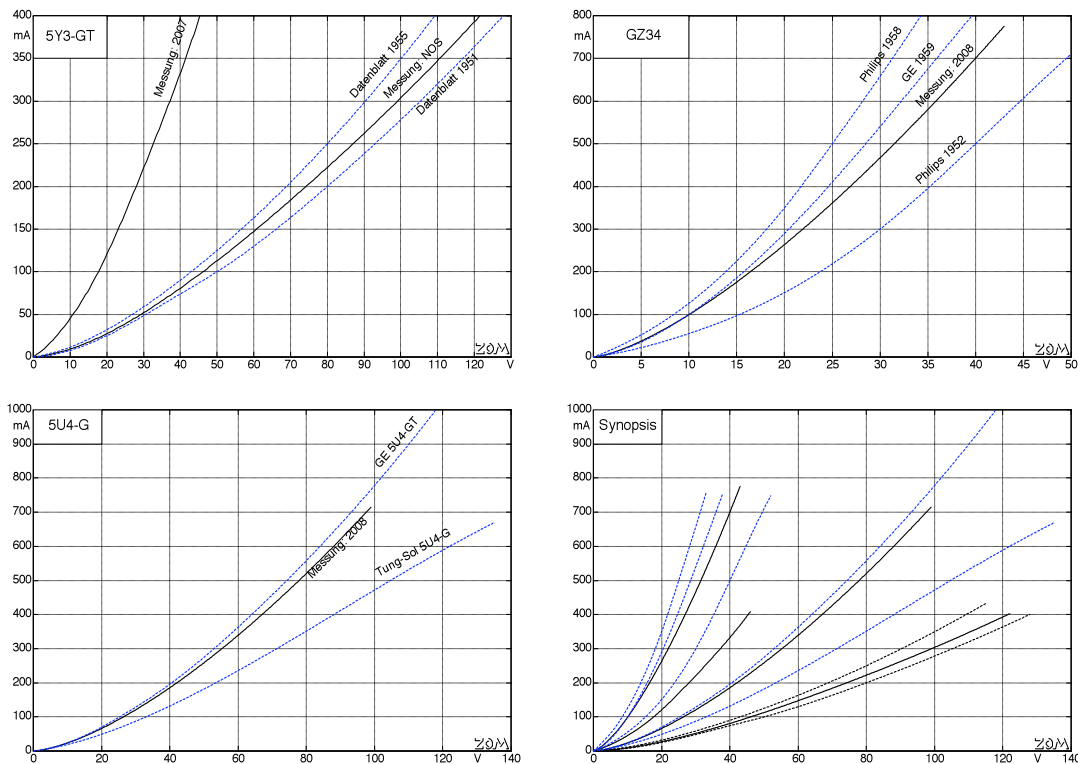 400
mA
350
300
250
200
150
100
50
0
5Y3-GT
Messung: 2007
Datenblatt 1955
Messung: NOS
Datenblatt 1951
0 10 20 30 40 50 60 70 80 90 100 110 120 V
800
mA
700
600
500
400
300
200
100
0
GZ34
Philips 1958
GE 1959
Messung: 2008
Philips 1952
0 5 10 15 20 25 30 35 40 45 V 50
1000
mA
900
800
700
600
500
400
300
200
100
0
5U4-G
GE 5U4-GT
Messung: 2008
Tung-Sol 5U4-G
0 20 40 60 80 100 120 V 140
1000
mA
900
800
700
600
500
400
300
200
100
0
Synopsis
0 20 40 60 80 100 120 V 140